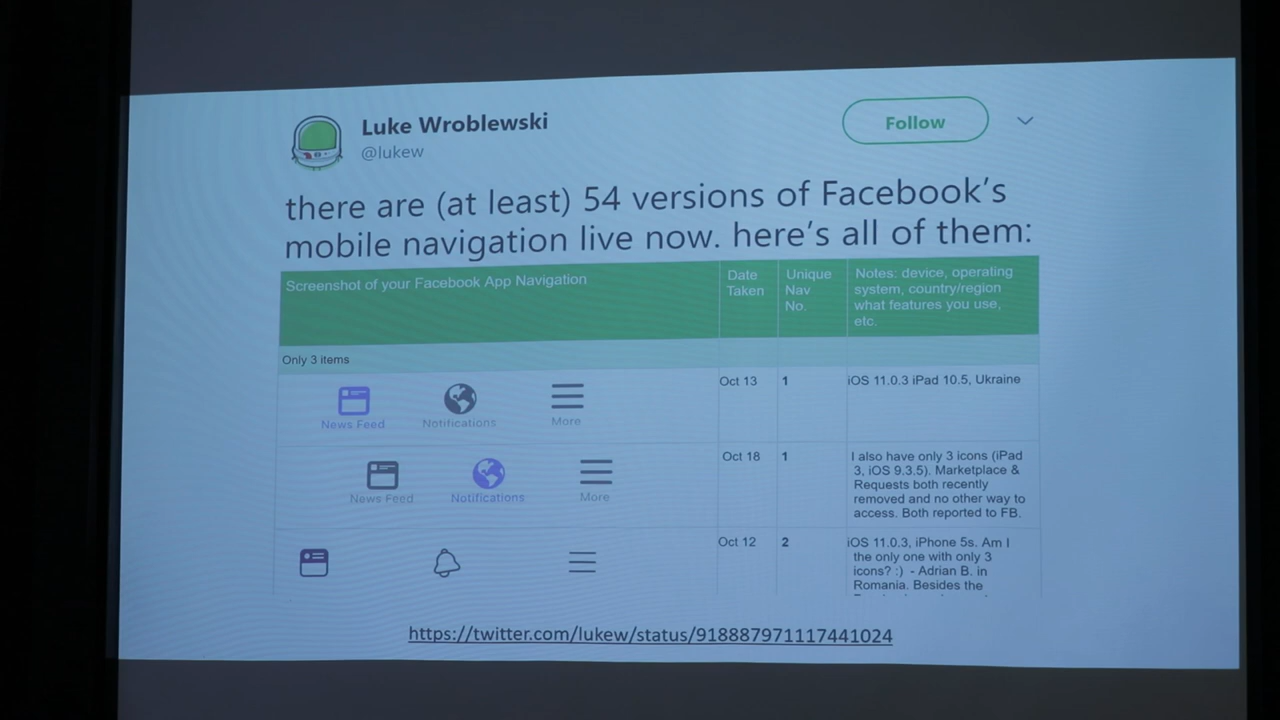 Luke Wroblewski
@lukew
Follow
there are (at least) 54 versions of Facebook's
mobile navigation live now. here's all of them:
Screenshot of your Facebook App Navigation
Date
Taken
Unique
Nav
No.
Notes: device, operating
system, country/region
what features you use,
etc.
Only 3 items
News Feed
Notifications
More
Oct 13
1
iOS 11.0.3 iPad 10.5, Ukraine
News Feed
Notifications
More
Oct 18
1
I also have only 3 icons (iPad
3, iOS 9.3.5). Marketplace &
Requests both recently
removed and no other way to
access. Both reported to FB.
Oct 12
2
iOS 11.0.3, iPhone 5s. Am I
the only one with only 3
icons? :) - Adrian B. in
Romania. Besides the
https://twitter.com/lukew/status/918887971117441024